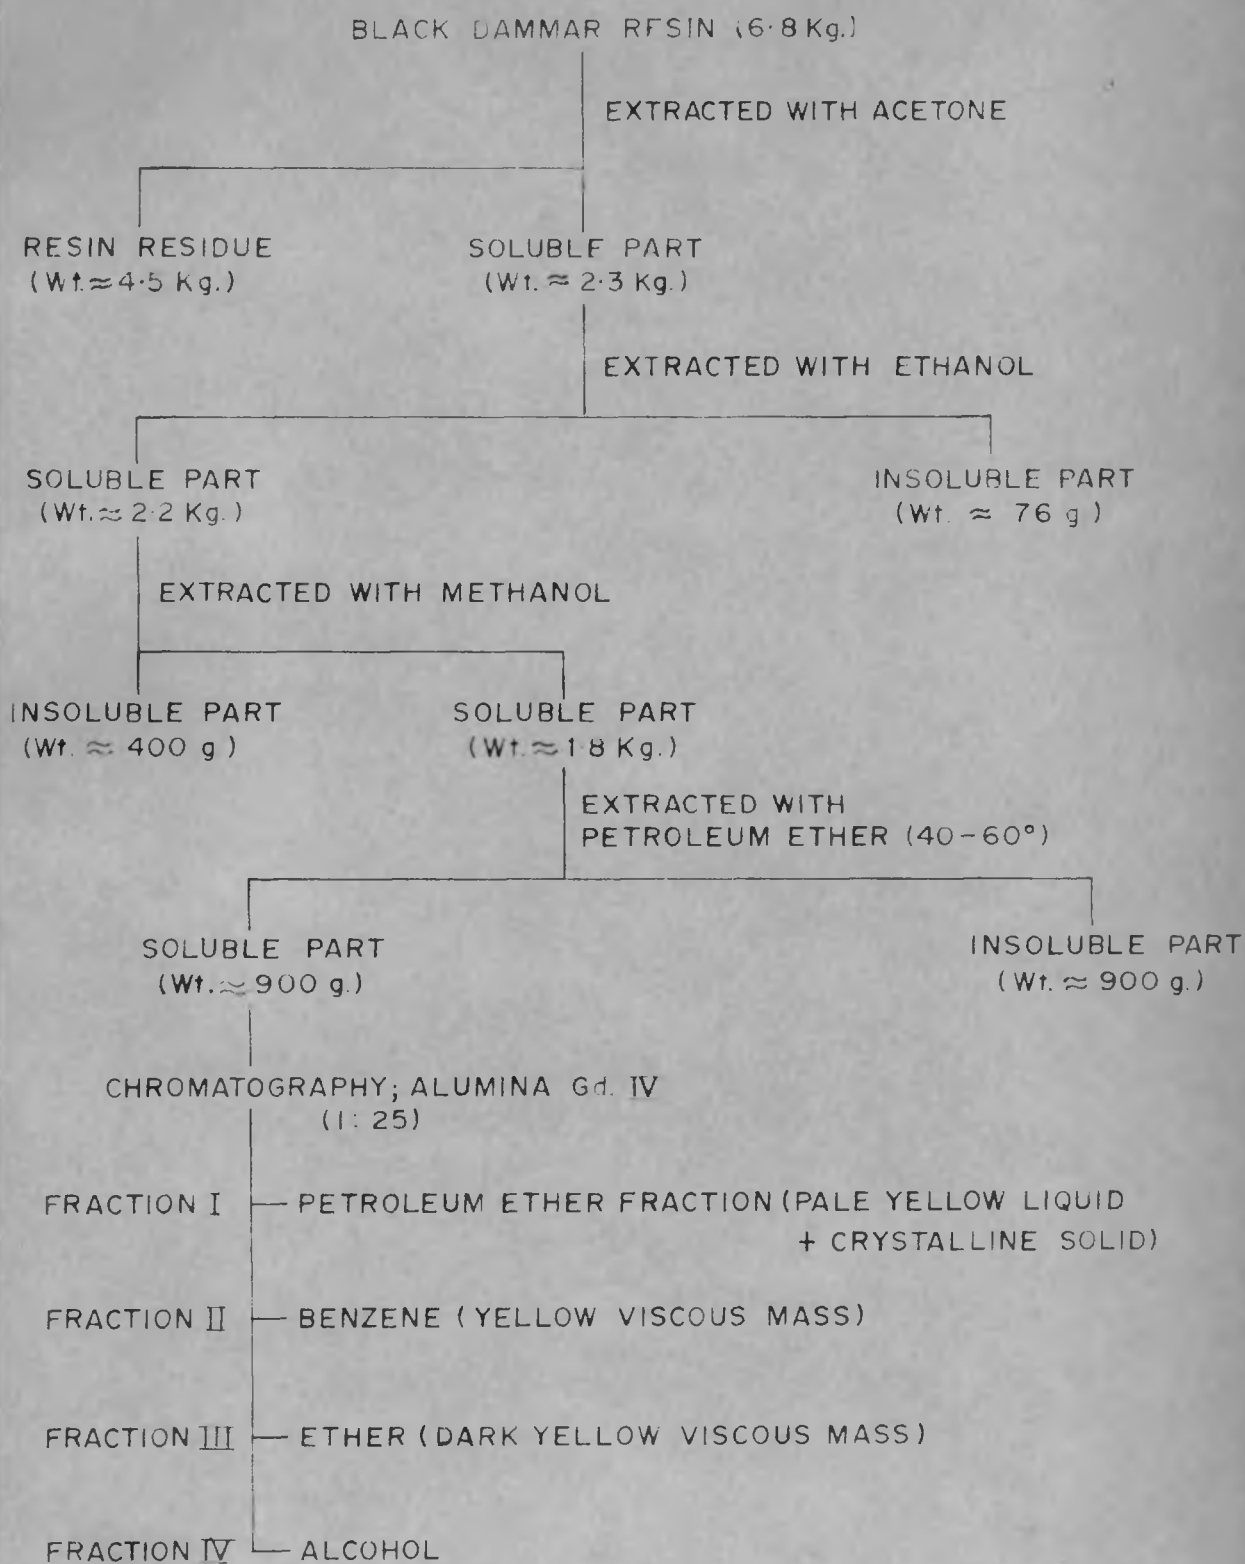 BLACK DAMMAR RESIN (6·8 Kg.)
EXTRACTED WITH ACETONE
RESIN RESIDUE
(Wt.≈4·5 Kg.)
SOLUBLE PART
(Wt. ≈ 2·3 Kg.)
EXTRACTED WITH ETHANOL
SOLUBLE PART
(Wt.≈ 2·2 Kg.)
INSOLUBLE PART
(Wt. ≈ 76 g)
EXTRACTED WITH METHANOL
INSOLUBLE PART
(Wt. ≈ 400 g)
SOLUBLE PART
(Wt.≈1·8 Kg.)
EXTRACTED WITH
PETROLEUM ETHER (40-60°)
SOLUBLE PART
(Wt.≈ 900 g.)
INSOLUBLE PART
(Wt. ≈ 900 g.)
CHROMATOGRAPHY; ALUMINA Gd. IV
(1:25)
FRACTION I PETROLEUM ETHER FRACTION (PALE YELLOW LIQUID
+ CRYSTALLINE SOLID)
FRACTION II BENZENE (YELLOW VISCOUS MASS)
FRACTION III ETHER (DARK YELLOW VISCOUS MASS)
FRACTION IV ALCOHOL